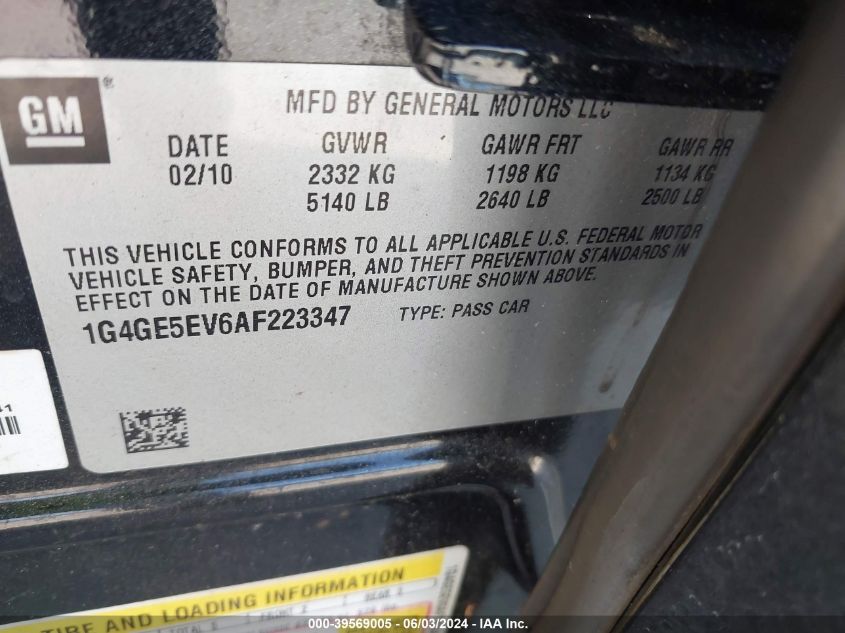 GM ®
MFD BY GENERAL MOTORS LLC
DATE GVWR GAWR FRT GAWR RR
02/10 2332 KG 1198 KG 1134 KG
5140 LB 2640 LB 2500 LB
THIS VEHICLE CONFORMS TO ALL APPLICABLE U.S. FEDERAL MOTOR
VEHICLE SAFETY, BUMPER, AND THEFT PREVENTION STANDARDS IN
EFFECT ON THE DATE OF MANUFACTURE SHOWN ABOVE.
1G4GE5EV6AF223347 TYPE: PASS CAR
TIRE AND LOADING INFORMATION
000-39569005 - 06/03/2024 - IAA Inc.